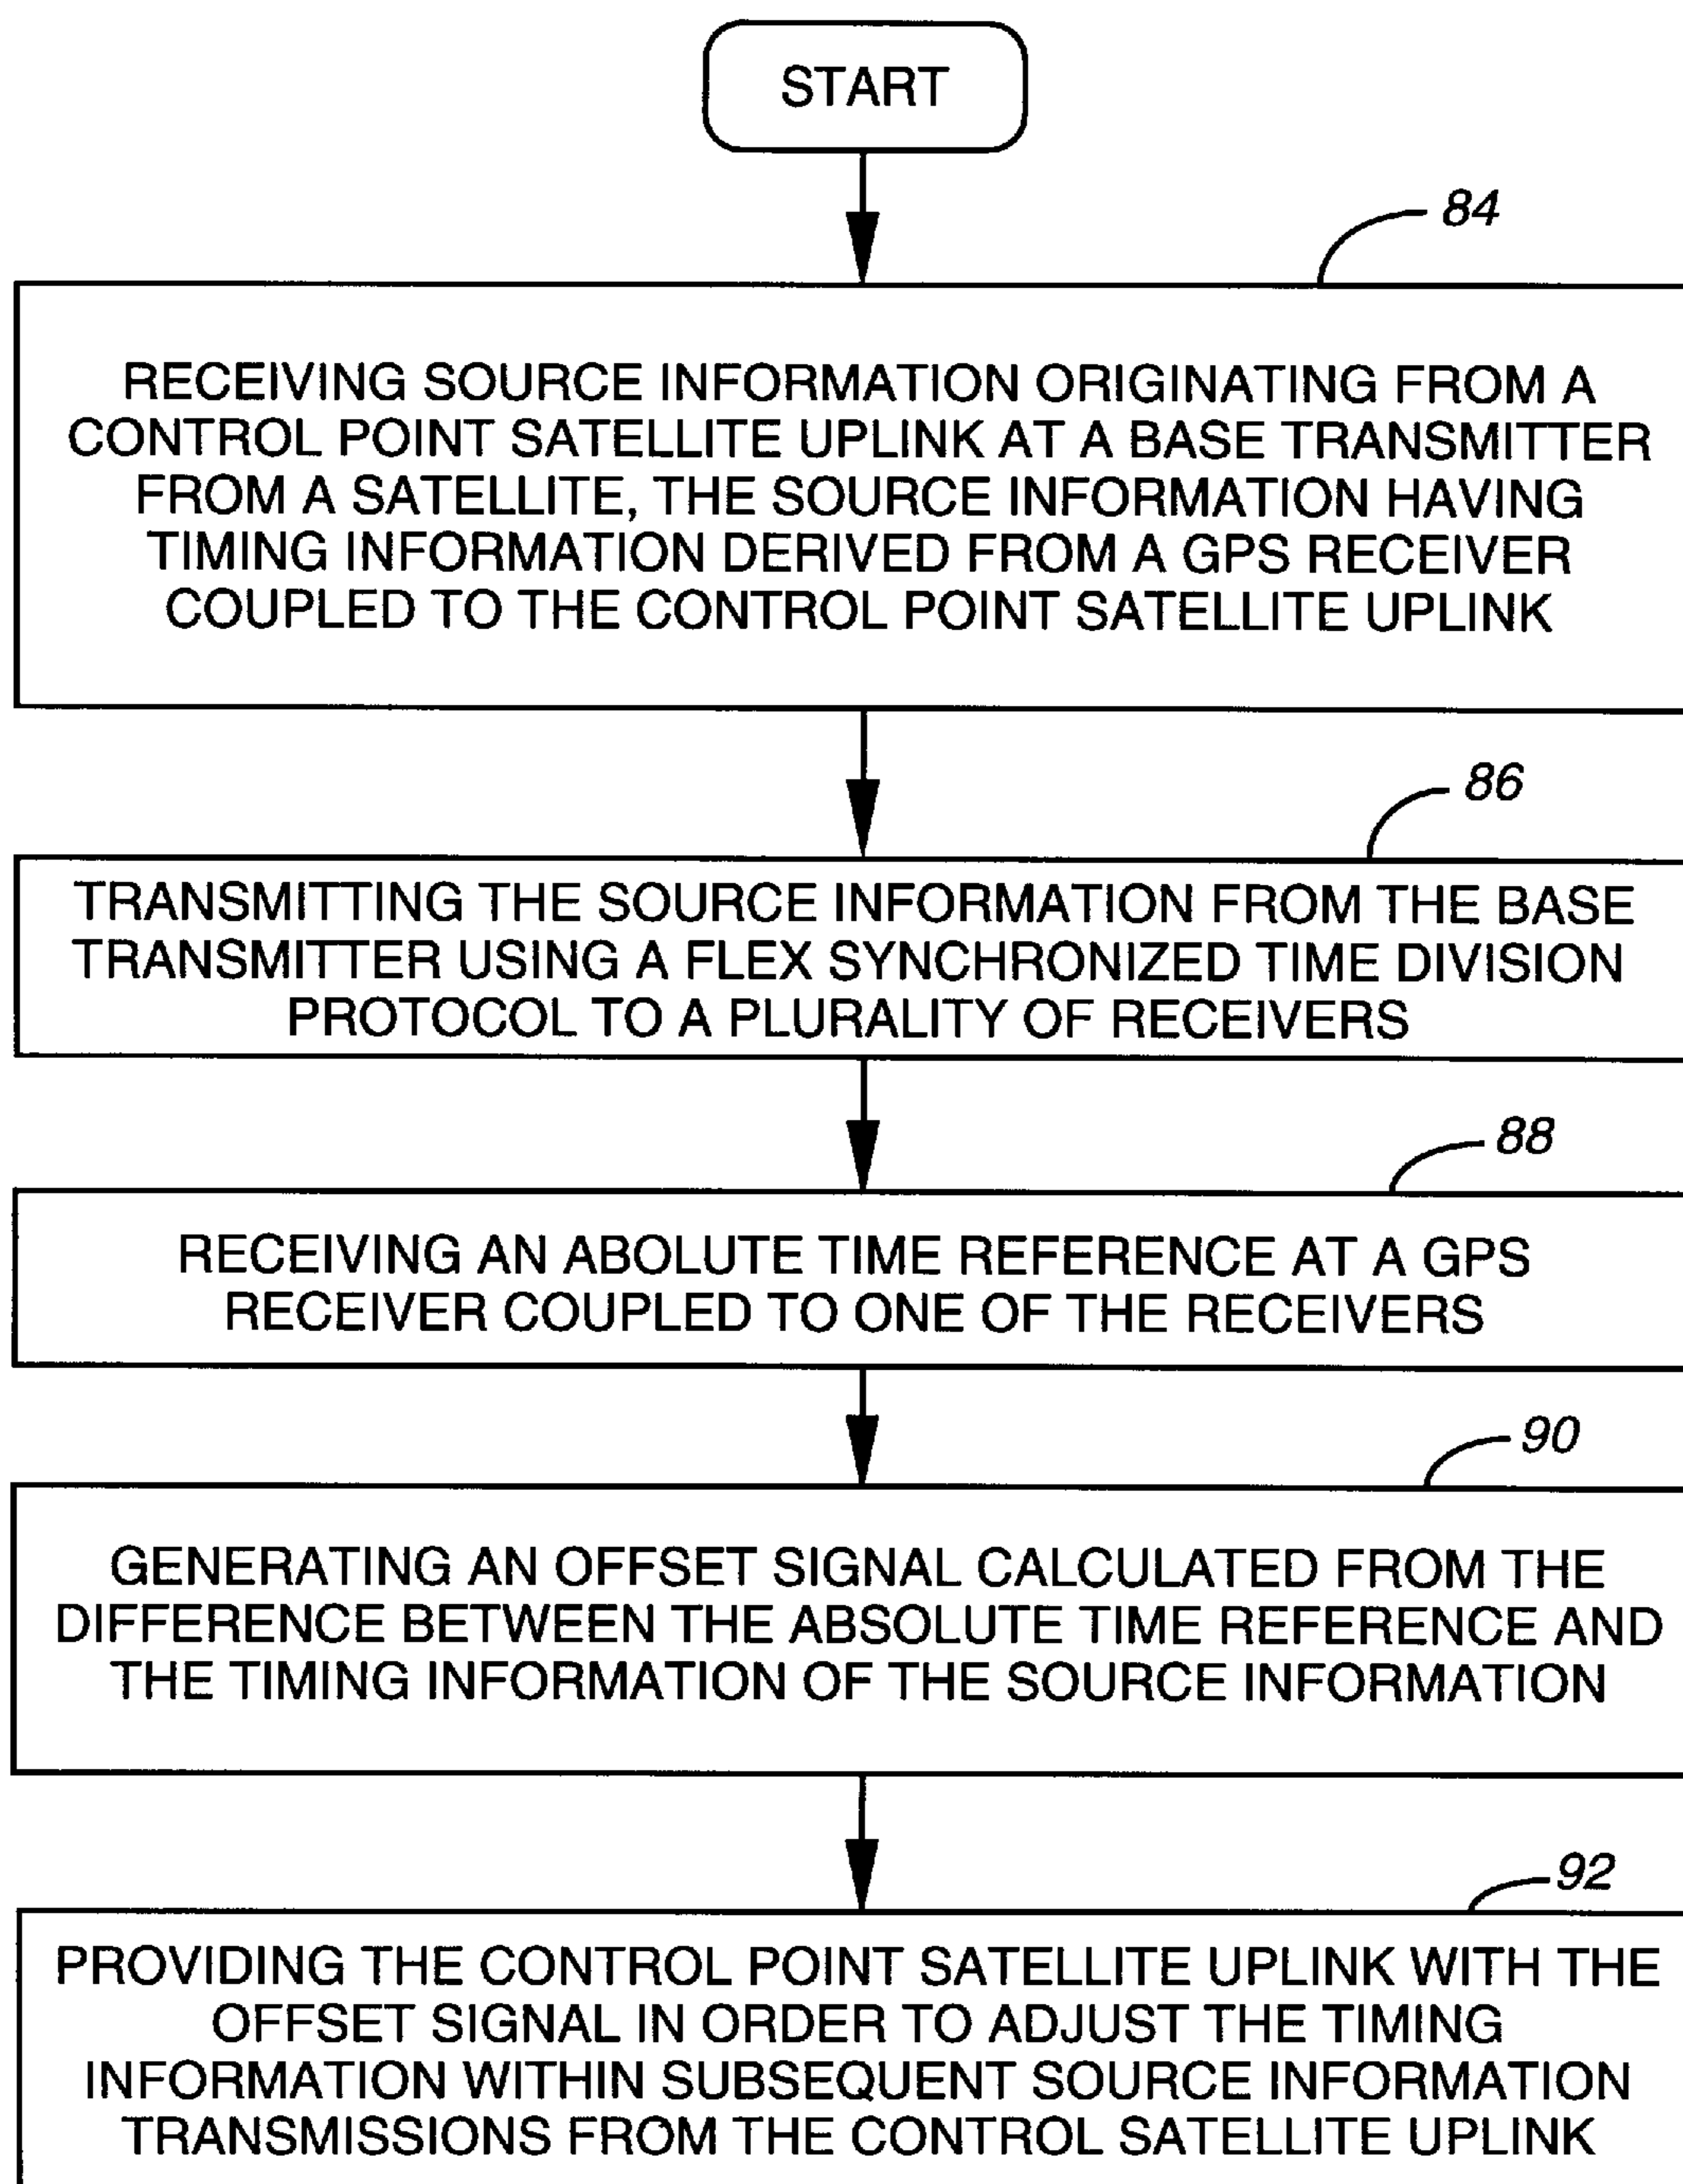 START
84
RECEIVING SOURCE INFORMATION ORIGINATING FROM A
CONTROL POINT SATELLITE UPLINK AT A BASE TRANSMITTER
FROM A SATELLITE, THE SOURCE INFORMATION HAVING
TIMING INFORMATION DERIVED FROM A GPS RECEIVER
COUPLED TO THE CONTROL POINT SATELLITE UPLINK
86
TRANSMITTING THE SOURCE INFORMATION FROM THE BASE
TRANSMITTER USING A FLEX SYNCHRONIZED TIME DIVISION
PROTOCOL TO A PLURALITY OF RECEIVERS
88
RECEIVING AN ABOLUTE TIME REFERENCE AT A GPS
RECEIVER COUPLED TO ONE OF THE RECEIVERS
90
GENERATING AN OFFSET SIGNAL CALCULATED FROM THE
DIFFERENCE BETWEEN THE ABSOLUTE TIME REFERENCE AND
THE TIMING INFORMATION OF THE SOURCE INFORMATION
92
PROVIDING THE CONTROL POINT SATELLITE UPLINK WITH THE
OFFSET SIGNAL IN ORDER TO ADJUST THE TIMING
INFORMATION WITHIN SUBSEQUENT SOURCE INFORMATION
TRANSMISSIONS FROM THE CONTROL SATELLITE UPLINK